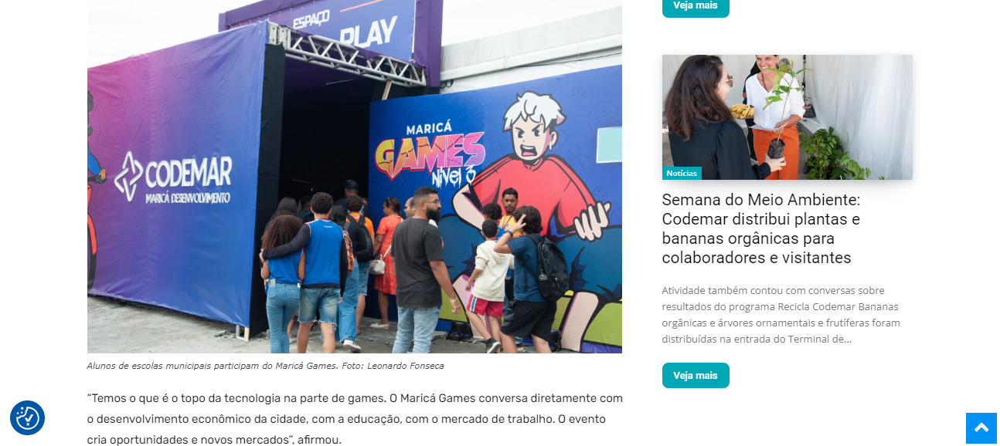 ESPAÇO
PLAY
CODEMAR
MARICÁ DESENVOLVIMENTO
MARICÁ
GAMES
Nível 3
Alunos de escolas municipais participam do Maricá Games. Foto: Leonardo Fonseca
“Temos o que é o topo da tecnologia na parte de games. O Maricá Games conversa diretamente com
o desenvolvimento econômico da cidade, com a educação, com o mercado de trabalho. O evento
cria oportunidades e novos mercados”, afirmou.
Veja mais
Notícias
Semana do Meio Ambiente:
Codemar distribui plantas e
bananas orgânicas para
colaboradores e visitantes
Atividade também contou com conversas sobre
resultados do programa Recicla Codemar Bananas
orgânicas e árvores ornamentais e frutíferas foram
distribuídas na entrada do Terminal de...
Veja mais